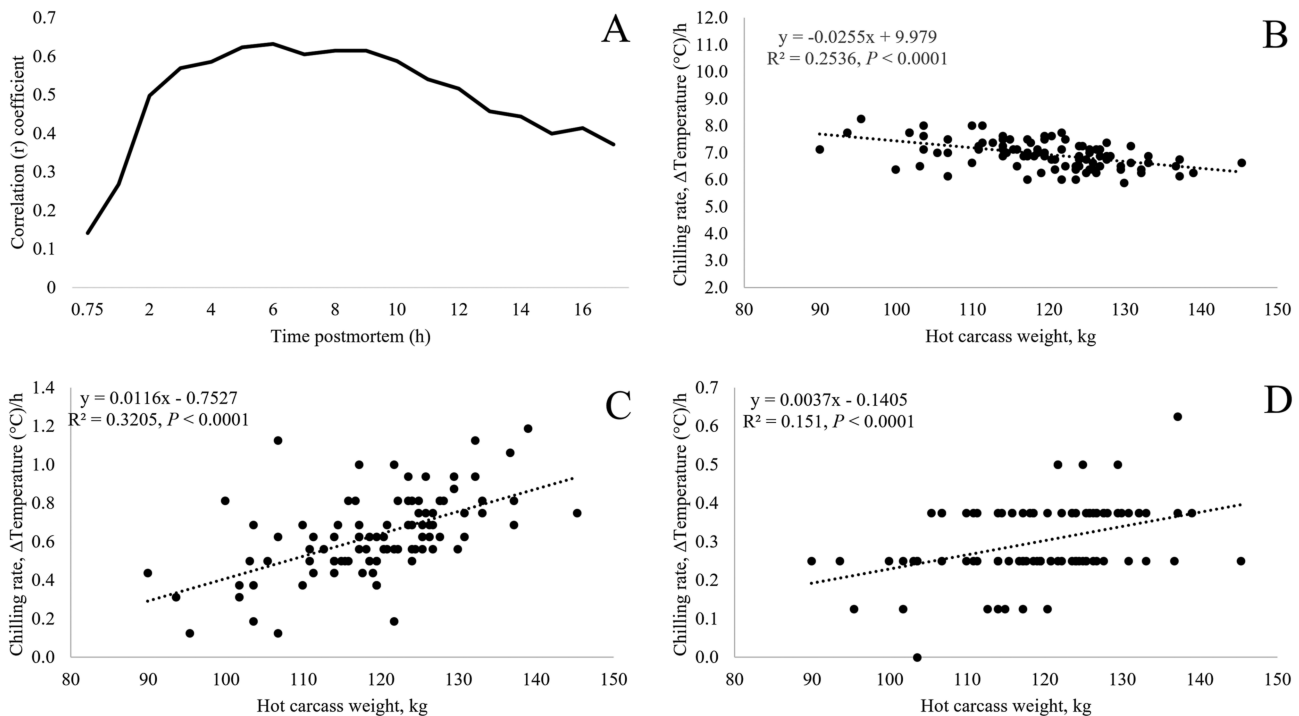 A
0.7
0.6
0.5
0.4
0.3
0.2
0.1
0
Correlation (r) coefficient
0.75 2 4 6 8 10 12 14 16
Time postmortem (h)
B
y = -0.0255x + 9.979
R² = 0.2536, P < 0.0001
12.0
11.0
10.0
9.0
8.0
7.0
6.0
5.0
4.0
3.0
2.0
Chilling rate, ΔTemperature (°C)/h
80 90 100 110 120 130 140 150
Hot carcass weight, kg
C
y = 0.0116x - 0.7527
R² = 0.3205, P < 0.0001
1.4
1.2
1.0
0.8
0.6
0.4
0.2
0.0
Chilling rate, ΔTemperature (°C)/h
80 90 100 110 120 130 140 150
Hot carcass weight, kg
D
y = 0.0037x - 0.1405
R² = 0.151, P < 0.0001
0.7
0.6
0.5
0.4
0.3
0.2
0.1
0.0
Chilling rate, ΔTemperature (°C)/h
80 90 100 110 120 130 140 150
Hot carcass weight, kg